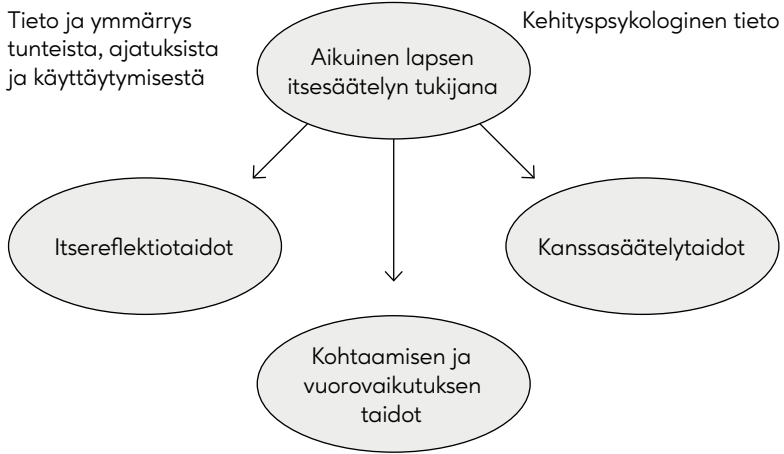 Tieto ja ymmärrys
tunteista, ajatuksista
ja käyttäytymisestä
Kehityspsykologinen tieto
Aikuinen lapsen
itsesäätelyn tukijana
Itsereflektiotaidot
Kanssasäätelytaidot
Kohtaamisen ja
vuorovaikutuksen
taidot